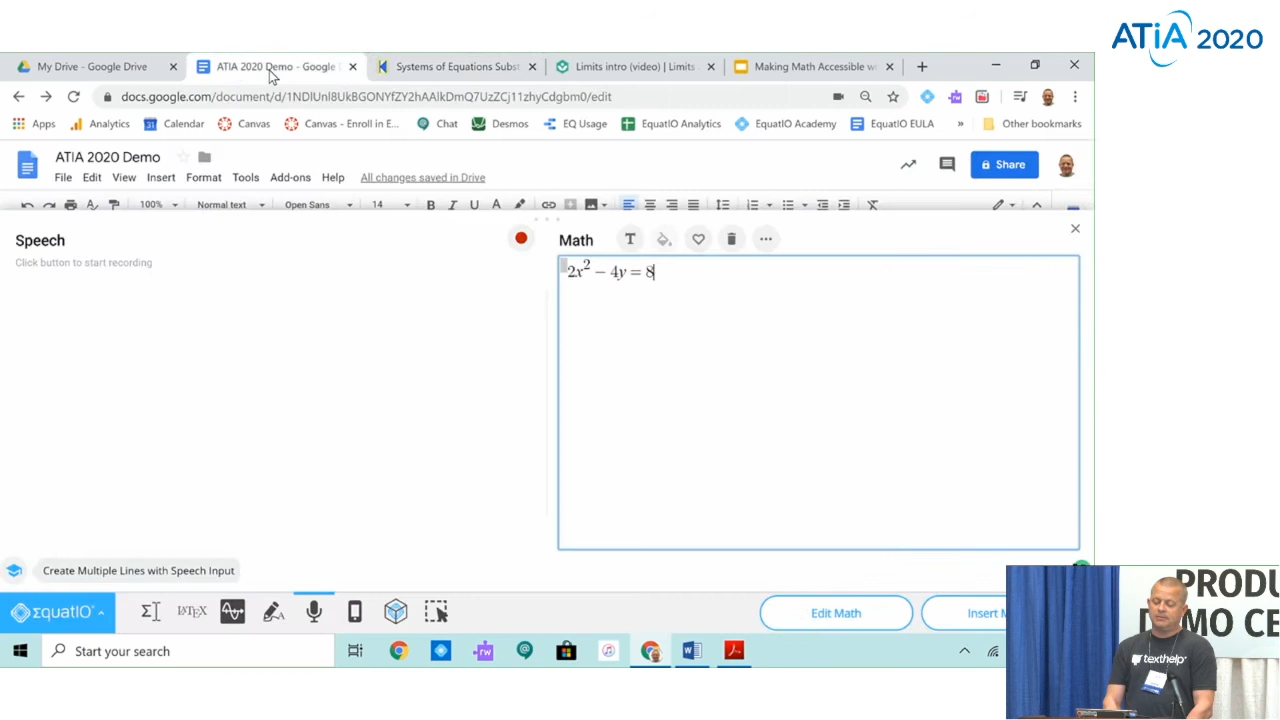 ATiA 2020
My Drive - Google Drive
ATIA 2020 Demo - Google D
Systems of Equations Subst
Limits intro (video) | Limits
Making Math Accessible w
docs.google.com/document/d/1NDlUnl8UkBGONYfZY2hAAlkDmQ7UzZCj11zhyCdgbm0/edit
Apps Analytics Calendar Canvas Canvas - Enroll in E... Chat Desmos EQ Usage EquatIO Analytics EquatIO Academy EquatIO EULA » Other bookmarks
ATIA 2020 Demo
Share
File Edit View Insert Format Tools Add-ons Help All changes saved in Drive
100% Normal text Open Sans 14 B I U A
Speech
Math T
Click button to start recording
2x² − 4y = 8
Create Multiple Lines with Speech Input
ΣquatIO
LATEX
Edit Math
Insert M
Start your search
rw
PRODU
DEMO CE
texthelp